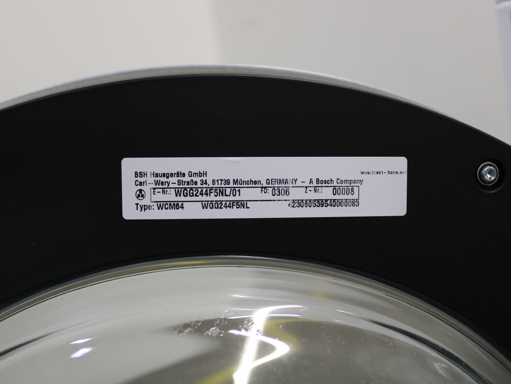 BSH Hausgeräte GmbH
Carl-Wery-Straße 34, 81739 München, GERMANY - A Bosch Company
E-Nr.: WGG244F5NL/01 FD: 0306 Z-Nr.: 00008
Type: WCM64 WGG244F5NL